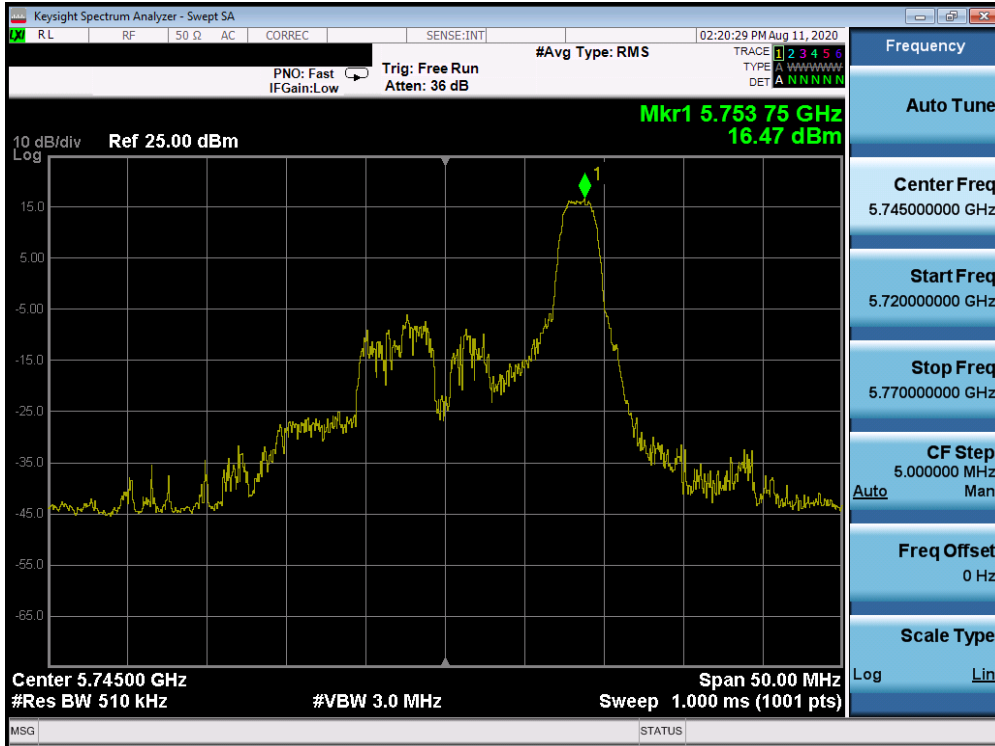 Keysight Spectrum Analyzer - Swept SA
LXI RL RF 50 Ω AC CORREC SENSE:INT 02:20:29 PM Aug 11, 2020
#Avg Type: RMS TRACE 1 2 3 4 5 6
PNO: Fast Trig: Free Run TYPE A WWWWW
IFGain:Low Atten: 36 dB DET A N N N N N
Mkr1 5.753 75 GHz
16.47 dBm
10 dB/div Ref 25.00 dBm
Log
1
15.0
5.00
-5.00
-15.0
-25.0
-35.0
-45.0
-55.0
-65.0
Center 5.74500 GHz Span 50.00 MHz
#Res BW 510 kHz #VBW 3.0 MHz Sweep 1.000 ms (1001 pts)
MSG STATUS
Frequency
Auto Tune
Center Freq
5.745000000 GHz
Start Freq
5.720000000 GHz
Stop Freq
5.770000000 GHz
CF Step
5.000000 MHz
Auto Man
Freq Offset
0 Hz
Scale Type
Log Lin